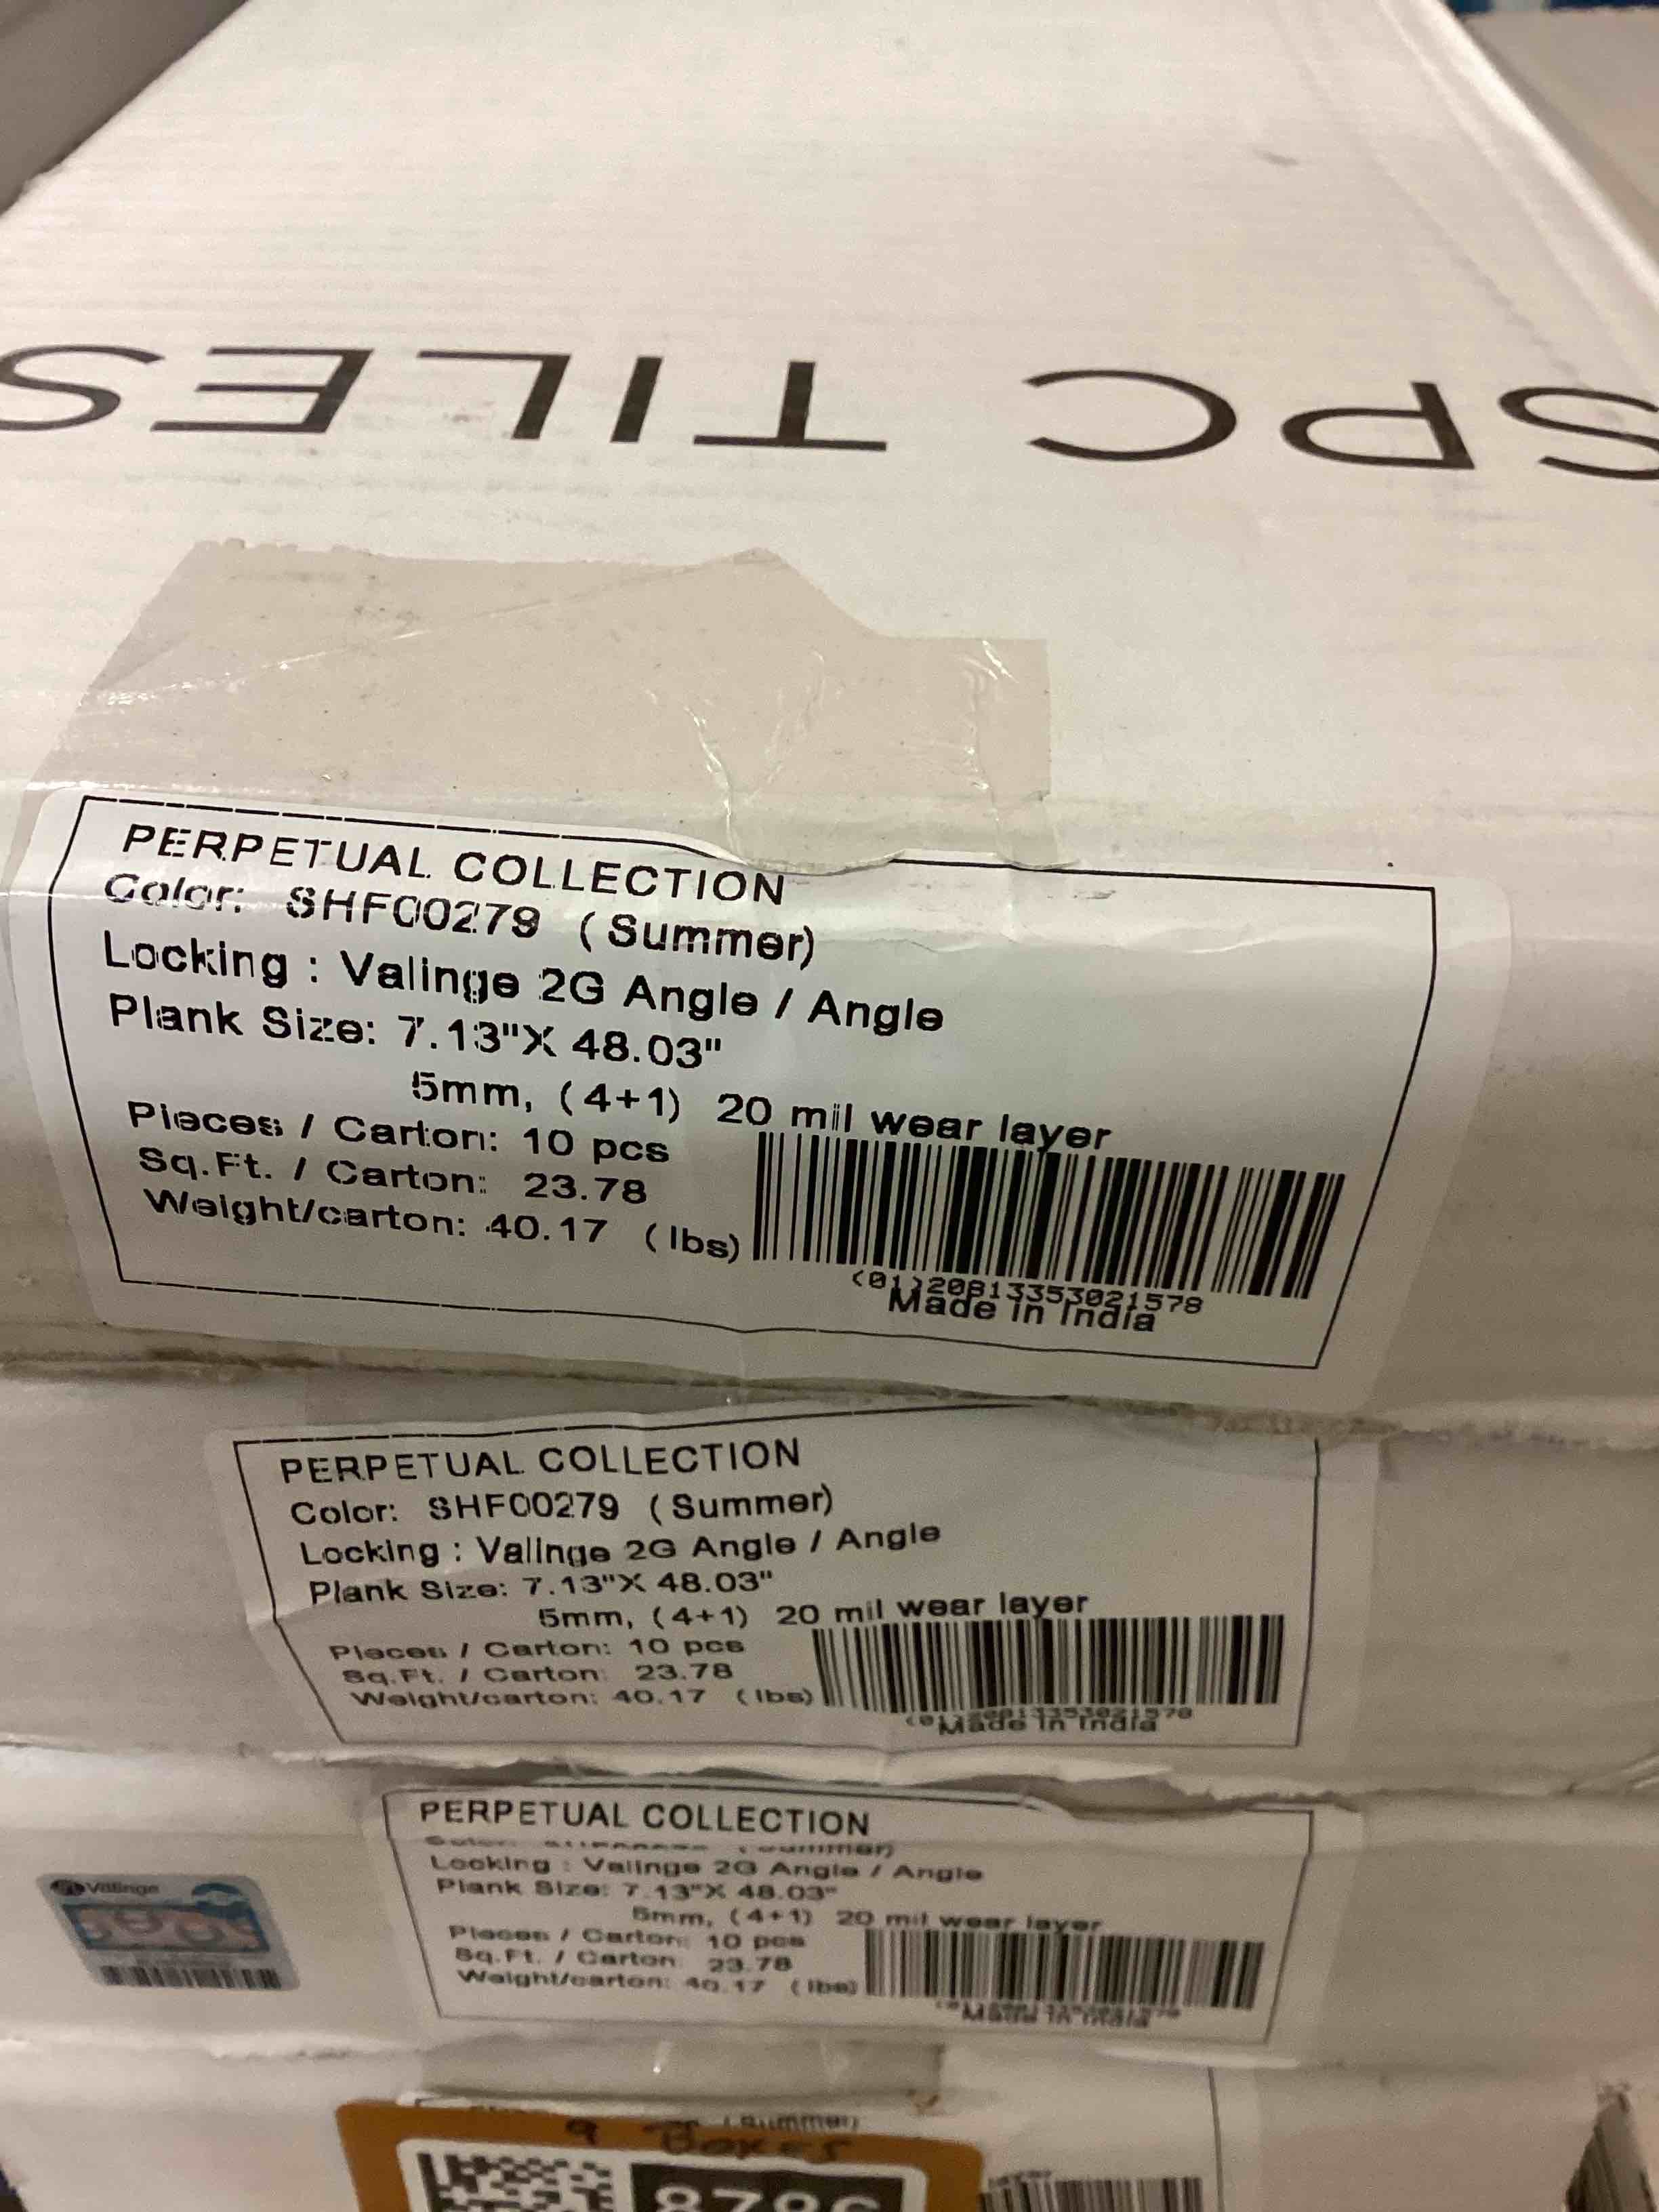 SPC TILES
PERPETUAL COLLECTION
Color: SHF00279 (Summer)
Locking : Valinge 2G Angle / Angle
Plank Size: 7.13"X 48.03"
5mm, (4+1) 20 mil wear layer
Pieces / Carton: 10 pcs
Sq.Ft. / Carton: 23.78
Weight/carton: 40.17 (lbs)
(01)20813353021578
Made in India
PERPETUAL COLLECTION
Color: SHF00279 (Summer)
Locking : Valinge 2G Angle / Angle
Plank Size: 7.13"X 48.03"
5mm, (4+1) 20 mil wear layer
Pieces / Carton: 10 pcs
Sq.Ft. / Carton: 23.78
Weight/carton: 40.17 (lbs)
(01)20813353021578
Made in India
PERPETUAL COLLECTION
(Summer)
Locking : Valinge 2G Angle / Angle
Plank Size: 7.13"X 48.03"
5mm, (4+1) 20 mil wear layer
Pieces / Carton: 10 pcs
Sq.Ft. / Carton: 23.78
Weight/carton: 40.17 (lbs)
Made in India
Välinge
(Summer)
9 Boxes